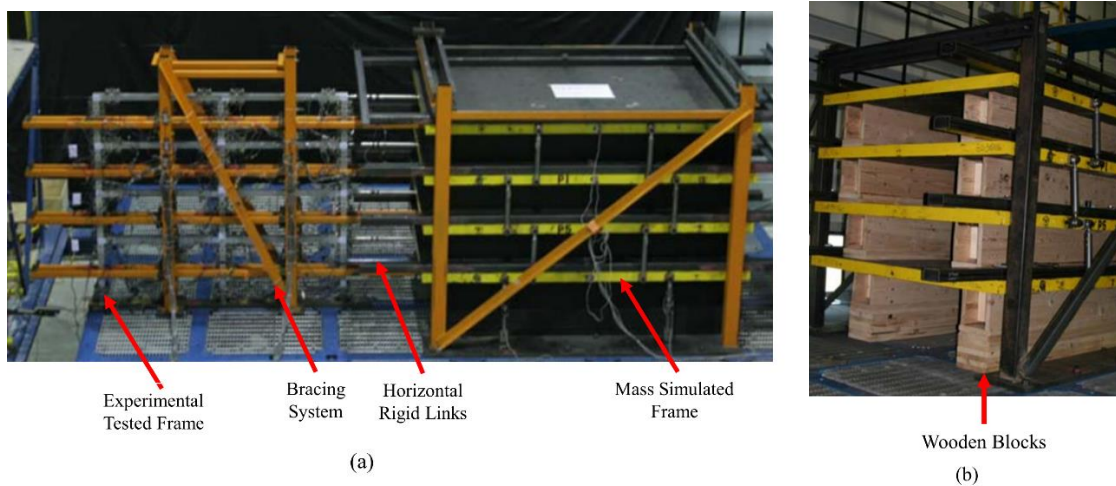 Experimental
Tested Frame
Bracing
System
Horizontal
Rigid Links
Mass Simulated
Frame
(a)
Wooden Blocks
(b)